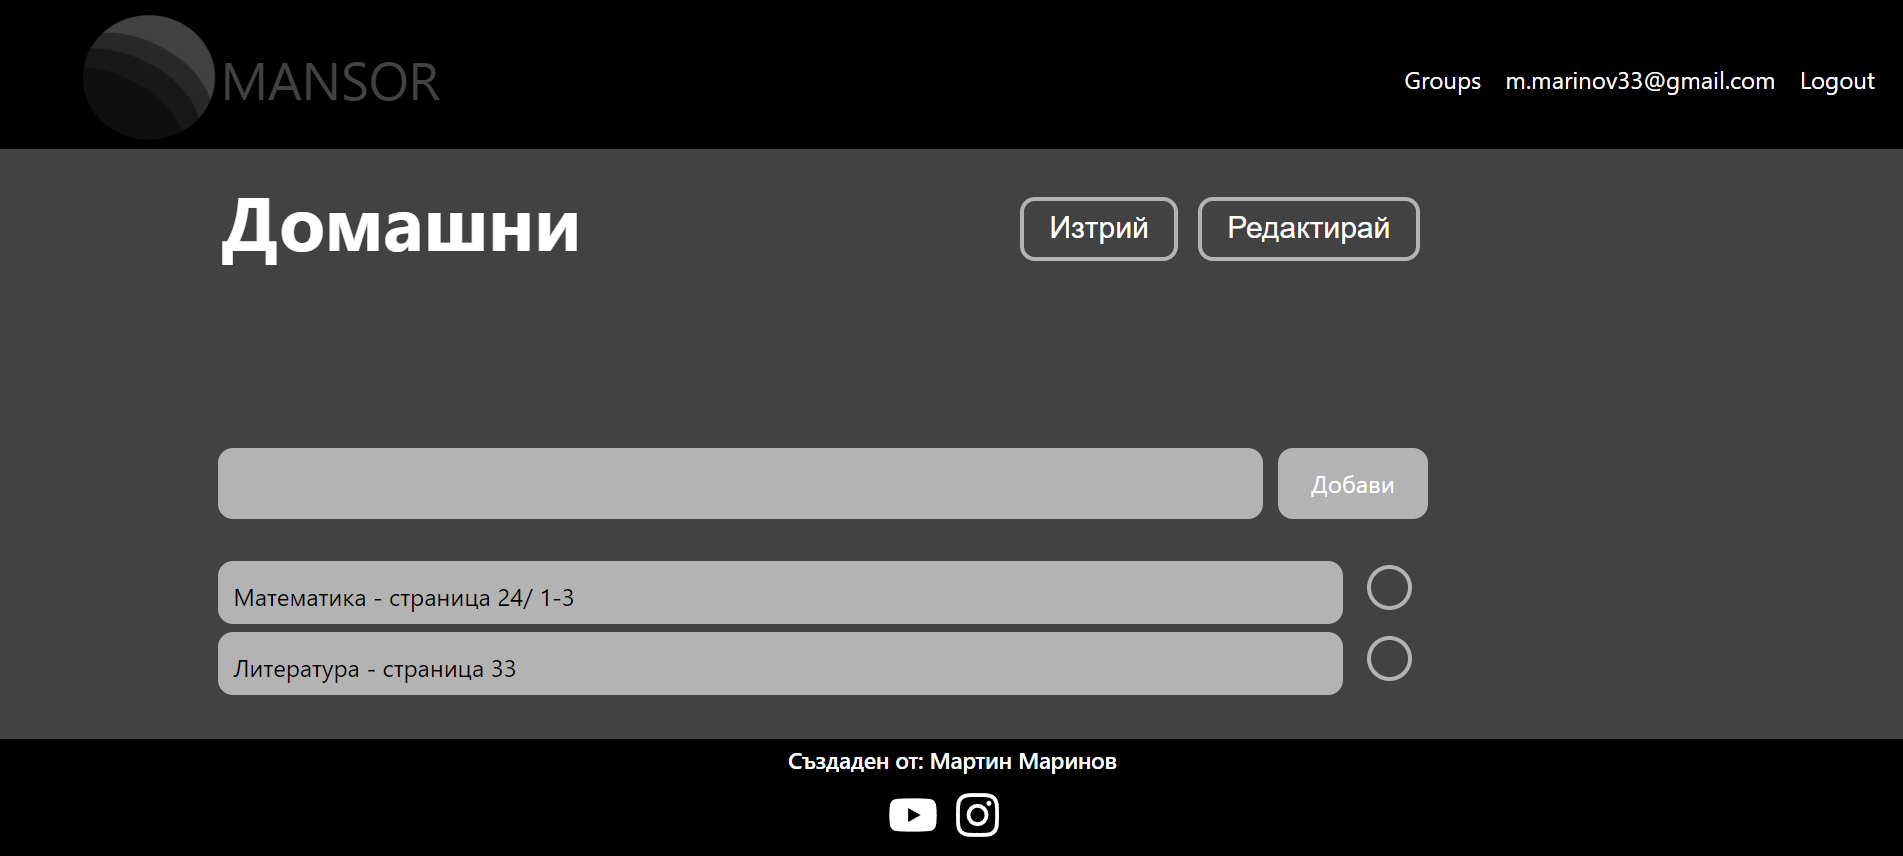 MANSOR
Groups m.marinov33@gmail.com Logout
Домашни
Изтрий Редактирай
Добави
Математика - страница 24/ 1-3
Литература - страница 33
Създаден от: Мартин Маринов